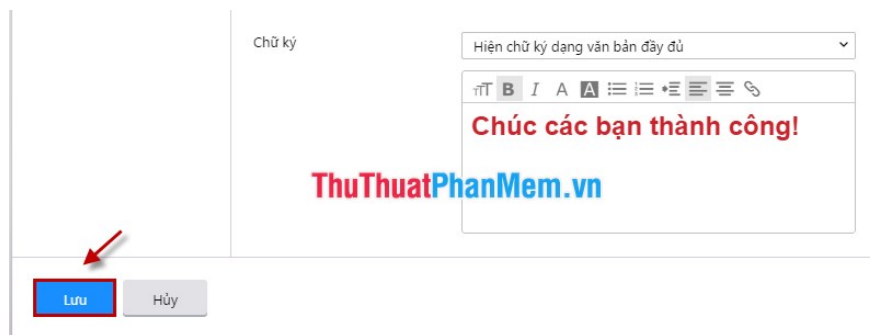 Chữ ký
Hiện chữ ký dạng văn bản đầy đủ
Chúc các bạn thành công!
ThuThuatPhanMem.vn
Lưu
Hủy